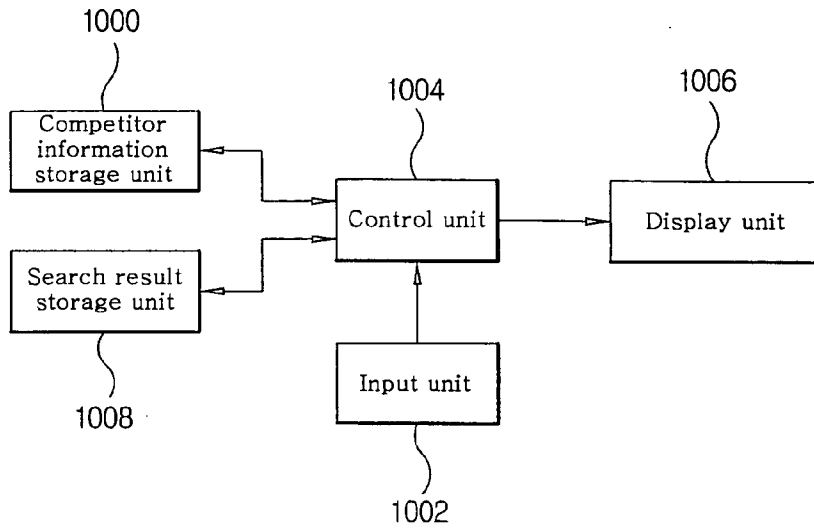 1000
Competitor
information
storage unit
1004
Control unit
1006
Display unit
Search result
storage unit
1008
Input unit
1002